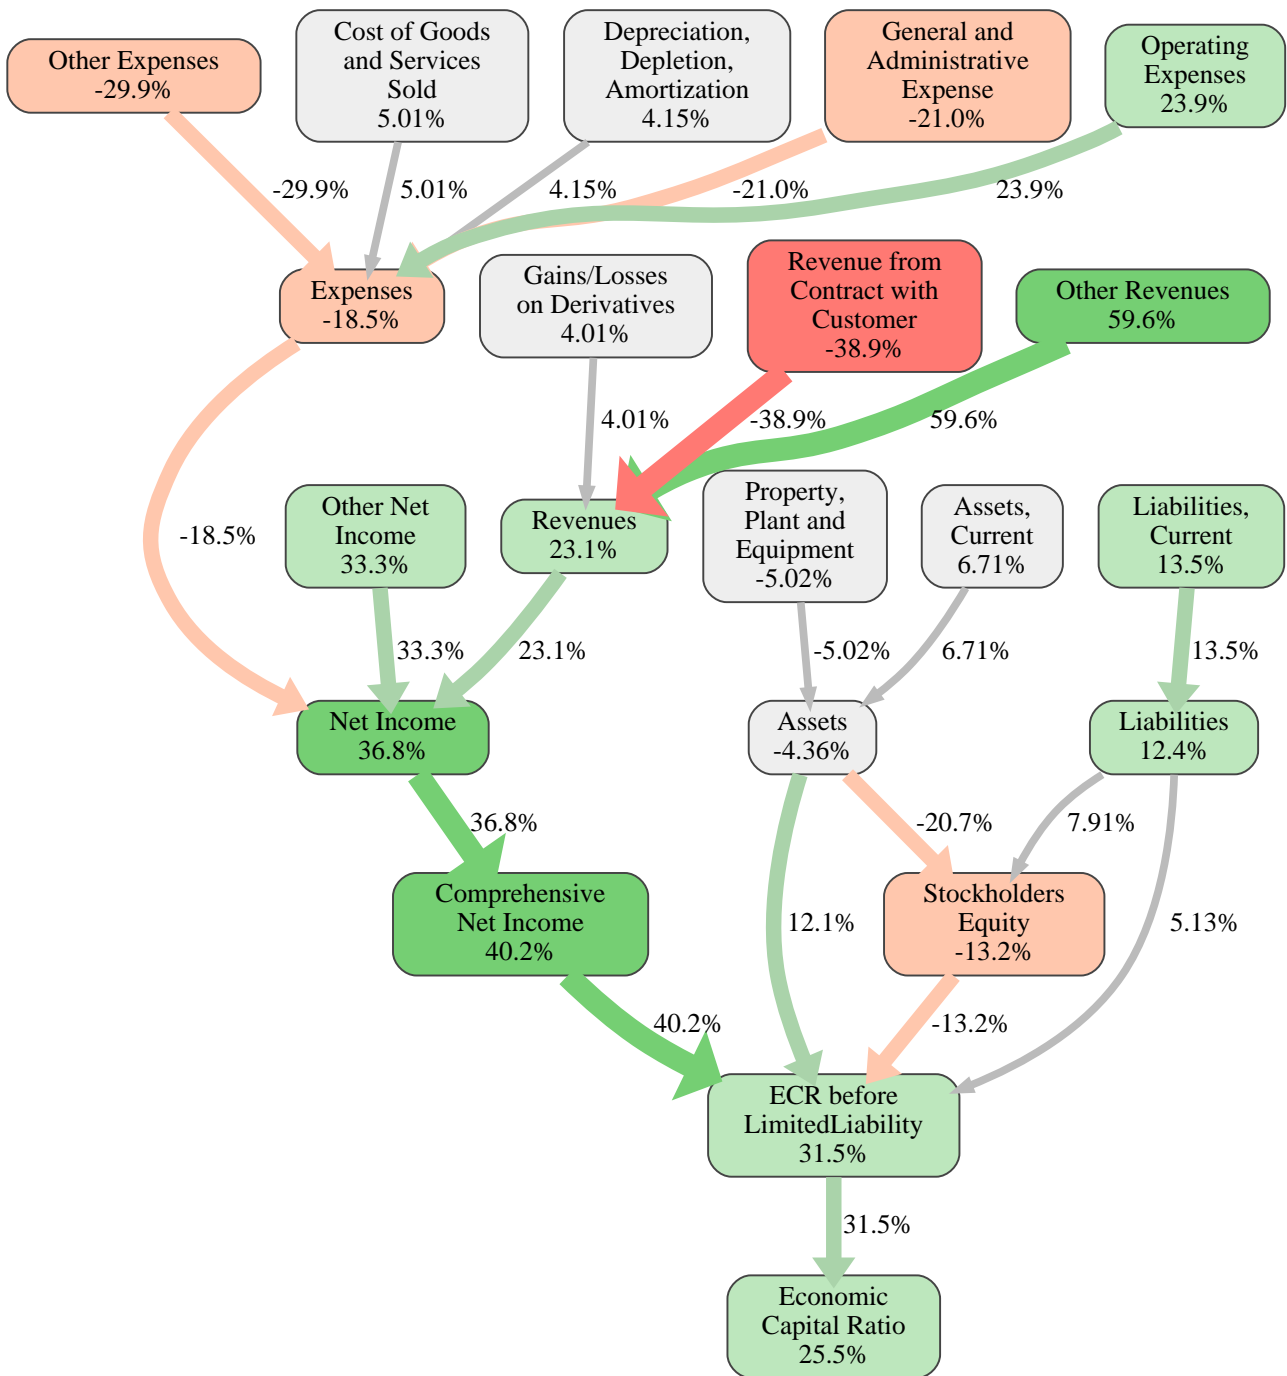 Other Expenses
-29.9%
Cost of Goods
and Services
Sold
5.01%
Depreciation,
Depletion,
Amortization
4.15%
General and
Administrative
Expense
-21.0%
Operating
Expenses
23.9%
-29.9%
5.01%
4.15%
-21.0%
23.9%
Expenses
-18.5%
Gains/Losses
on Derivatives
4.01%
Revenue from
Contract with
Customer
-38.9%
Other Revenues
59.6%
4.01%
-38.9%
59.6%
-18.5%
Other Net
Income
33.3%
Revenues
23.1%
Property,
Plant and
Equipment
-5.02%
Assets,
Current
6.71%
Liabilities,
Current
13.5%
33.3%
23.1%
-5.02%
6.71%
13.5%
Net Income
36.8%
Assets
-4.36%
Liabilities
12.4%
36.8%
-20.7%
7.91%
Comprehensive
Net Income
40.2%
12.1%
Stockholders
Equity
-13.2%
5.13%
40.2%
-13.2%
ECR before
LimitedLiability
31.5%
31.5%
Economic
Capital Ratio
25.5%